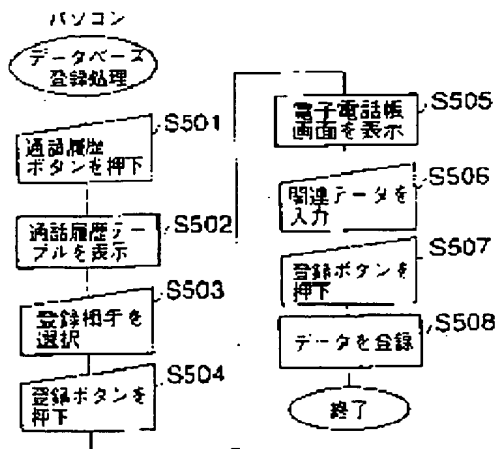 パソコン
データベース
登録処理
S501
通話履歴
ボタンを押下
S502
通話履歴テー
ブルを表示
S503
登録相手を
選択
S504
登録ボタンを
押下
S505
電子電話帳
画面を表示
S506
関連データを
入力
S507
登録ボタンを
押下
S508
データを登録
終了